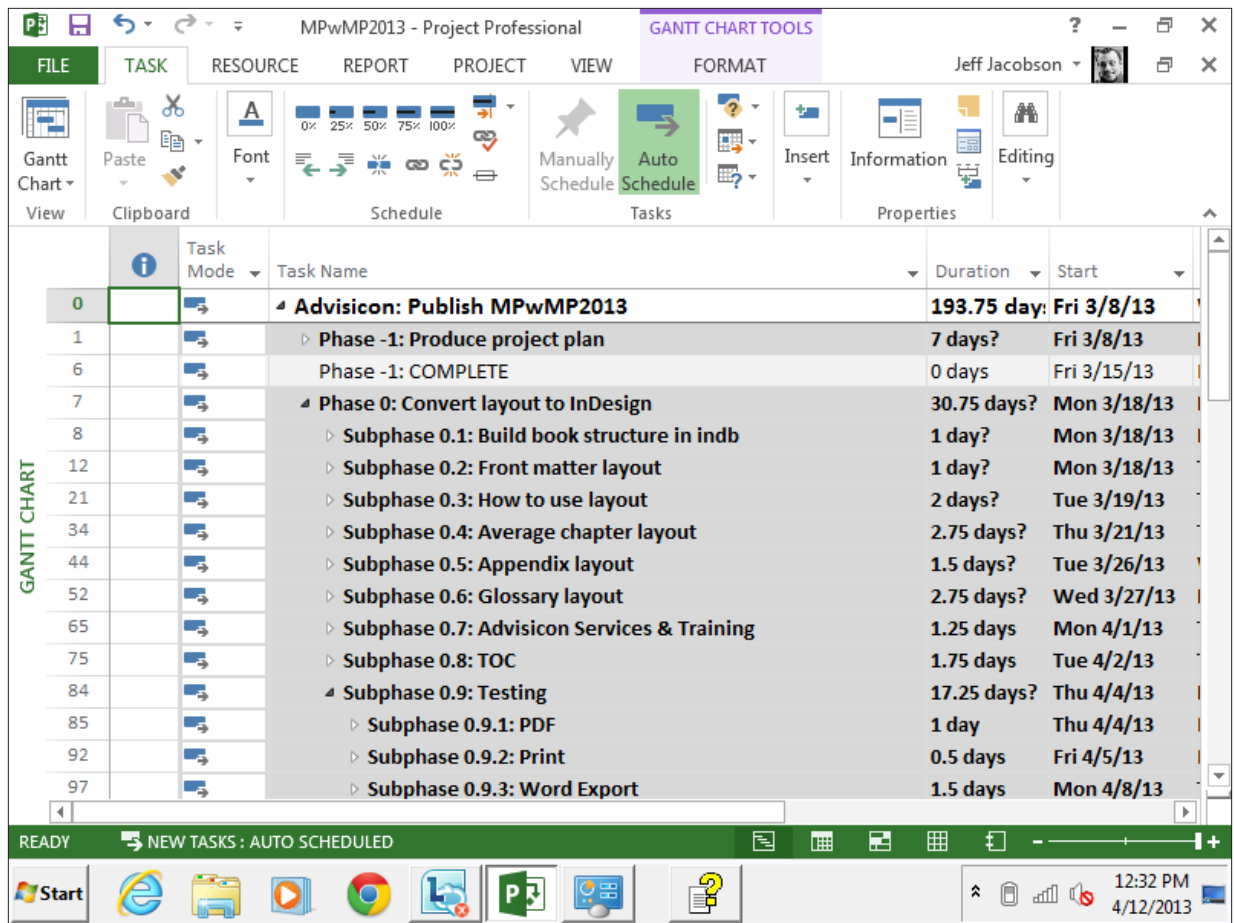 MPwMP2013 - Project Professional GANTT CHART TOOLS ?
FILE TASK RESOURCE REPORT PROJECT VIEW FORMAT Jeff Jacobson
0% 25% 50% 75% 100%
Gantt Chart Paste Font Manually Schedule Auto Schedule Insert Information Editing
View Clipboard Schedule Tasks Properties
Task Mode Task Name Duration Start
0 Advisicon: Publish MPwMP2013 193.75 day Fri 3/8/13
1 Phase -1: Produce project plan 7 days? Fri 3/8/13
6 Phase -1: COMPLETE 0 days Fri 3/15/13
7 Phase 0: Convert layout to InDesign 30.75 days? Mon 3/18/13
8 Subphase 0.1: Build book structure in indb 1 day? Mon 3/18/13
12 Subphase 0.2: Front matter layout 1 day? Mon 3/18/13
21 Subphase 0.3: How to use layout 2 days? Tue 3/19/13
34 Subphase 0.4: Average chapter layout 2.75 days? Thu 3/21/13
44 Subphase 0.5: Appendix layout 1.5 days? Tue 3/26/13
52 Subphase 0.6: Glossary layout 2.75 days? Wed 3/27/13
65 Subphase 0.7: Advisicon Services & Training 1.25 days Mon 4/1/13
75 Subphase 0.8: TOC 1.75 days Tue 4/2/13
84 Subphase 0.9: Testing 17.25 days? Thu 4/4/13
85 Subphase 0.9.1: PDF 1 day Thu 4/4/13
92 Subphase 0.9.2: Print 0.5 days Fri 4/5/13
97 Subphase 0.9.3: Word Export 1.5 days Mon 4/8/13
GANTT CHART
READY NEW TASKS : AUTO SCHEDULED
Start 12:32 PM
4/12/2013